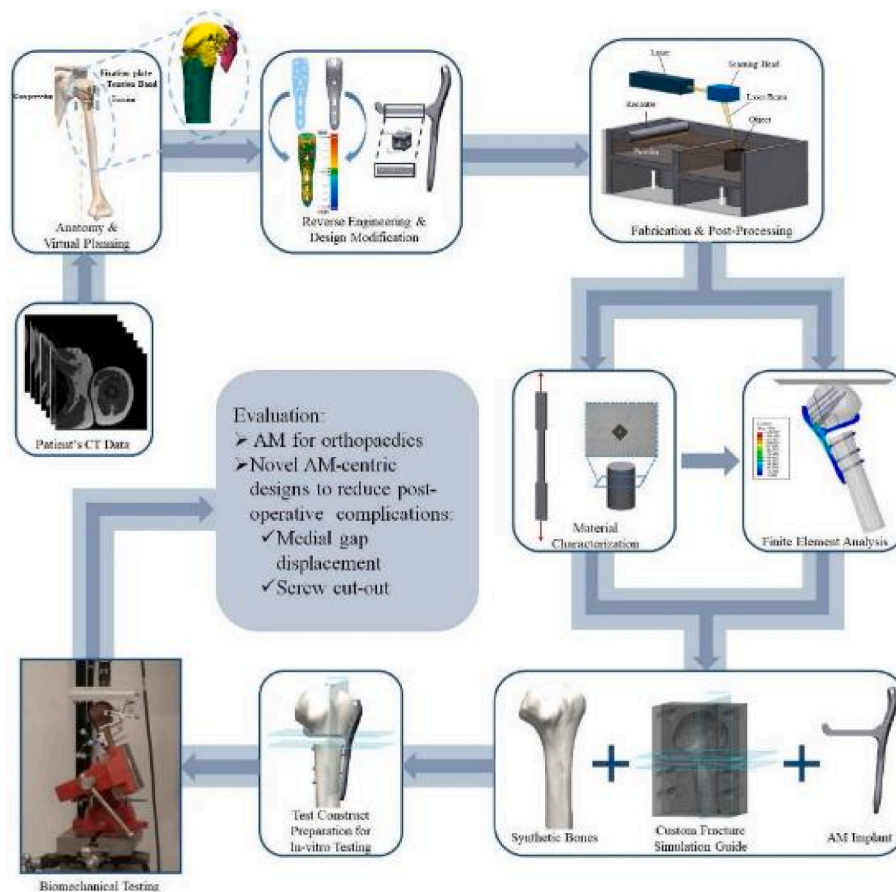 Fixation plate
Tension Band
Compression
Anatomy &
Virtual Planning
Reverse Engineering &
Design Modification
Laser
Scanning Head
Laser Beam
Recoater
Object
Powder
Fabrication & Post-Processing
Patient's CT Data
Evaluation:
➢ AM for orthopaedics
➢ Novel AM-centric
designs to reduce post-
operative complications:
✓ Medial gap
displacement
✓ Screw cut-out
Material
Characterization
Finite Element Analysis
Biomechanical Testing
Test Construct
Preparation for
In-vitro Testing
Synthetic Bones
+
Custom Fracture
Simulation Guide
+
AM Implant